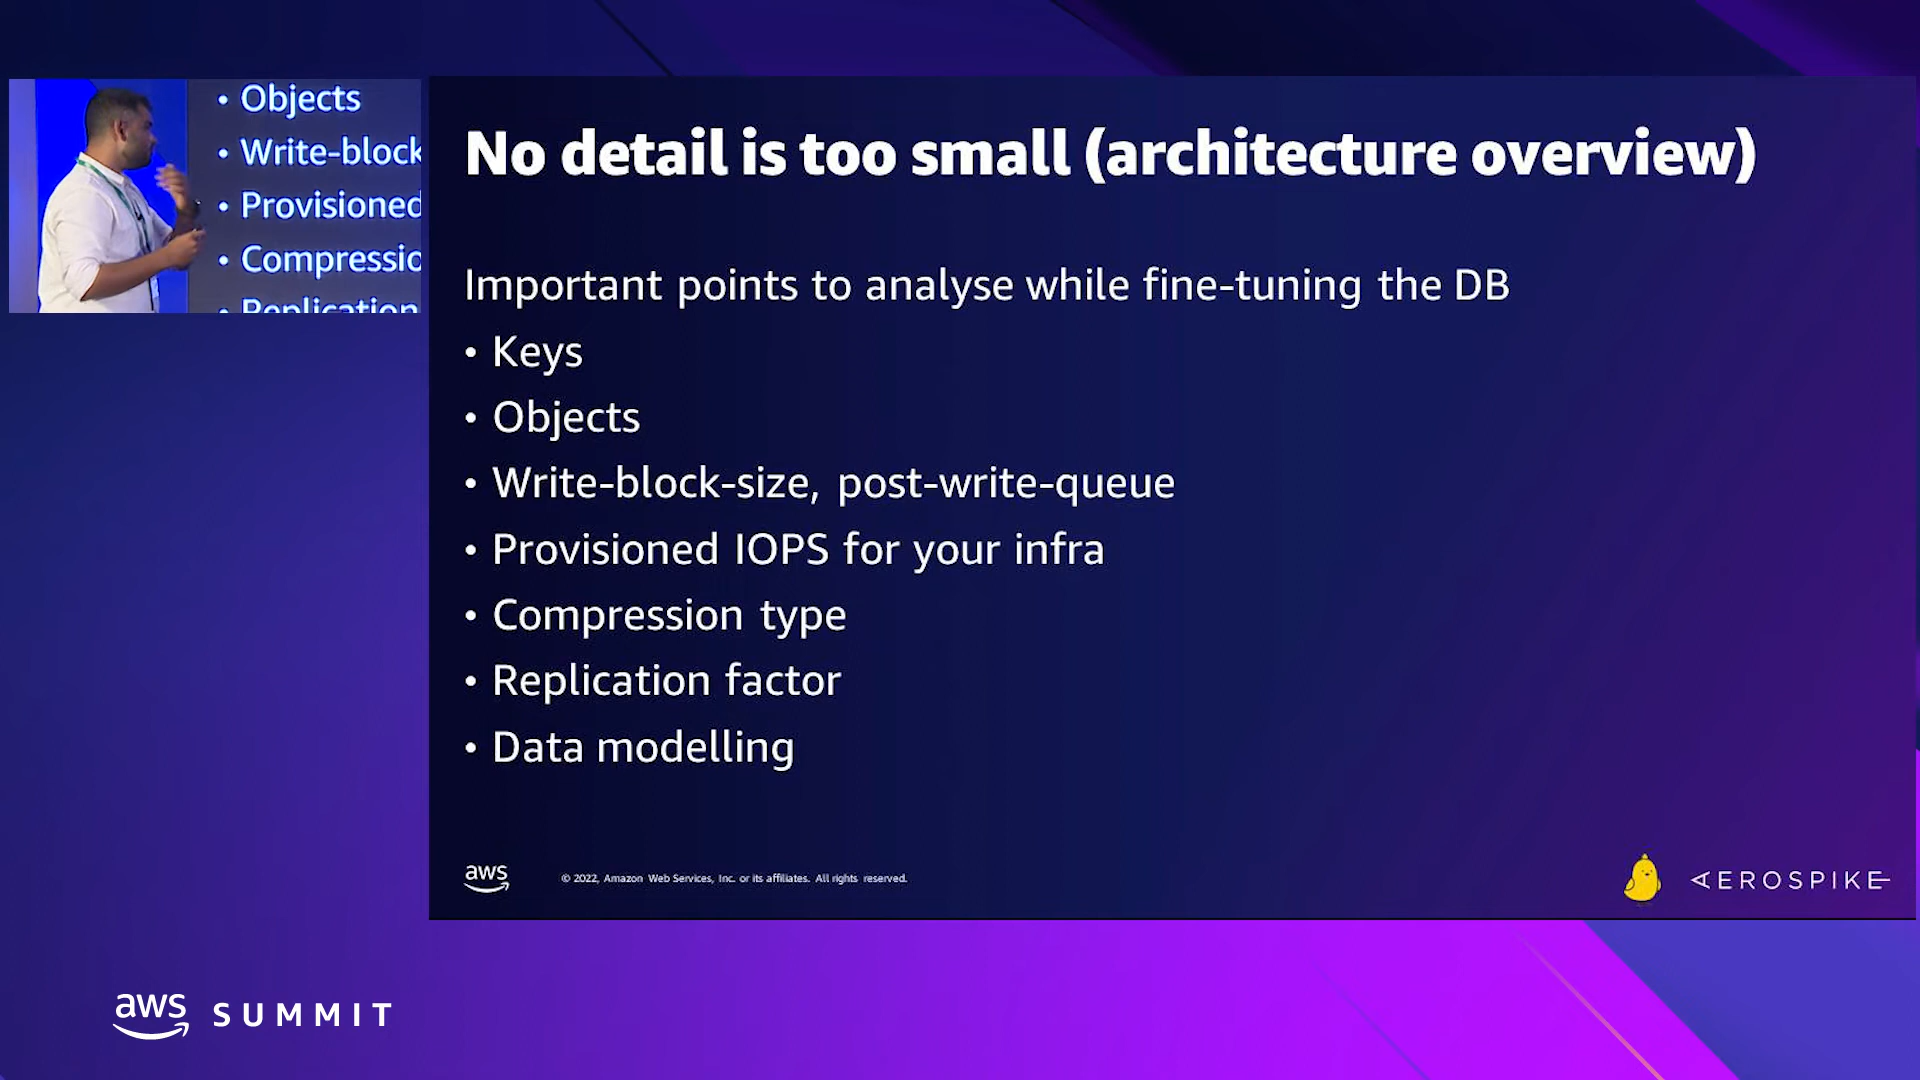 • Objects
• Write-block
• Provisioned
• Compressio
• Replication
No detail is too small (architecture overview)
Important points to analyse while fine-tuning the DB
• Keys
• Objects
• Write-block-size, post-write-queue
• Provisioned IOPS for your infra
• Compression type
• Replication factor
• Data modelling
aws
© 2022, Amazon Web Services, Inc. or its affiliates. All rights reserved.
AEROSPIKE
aws SUMMIT